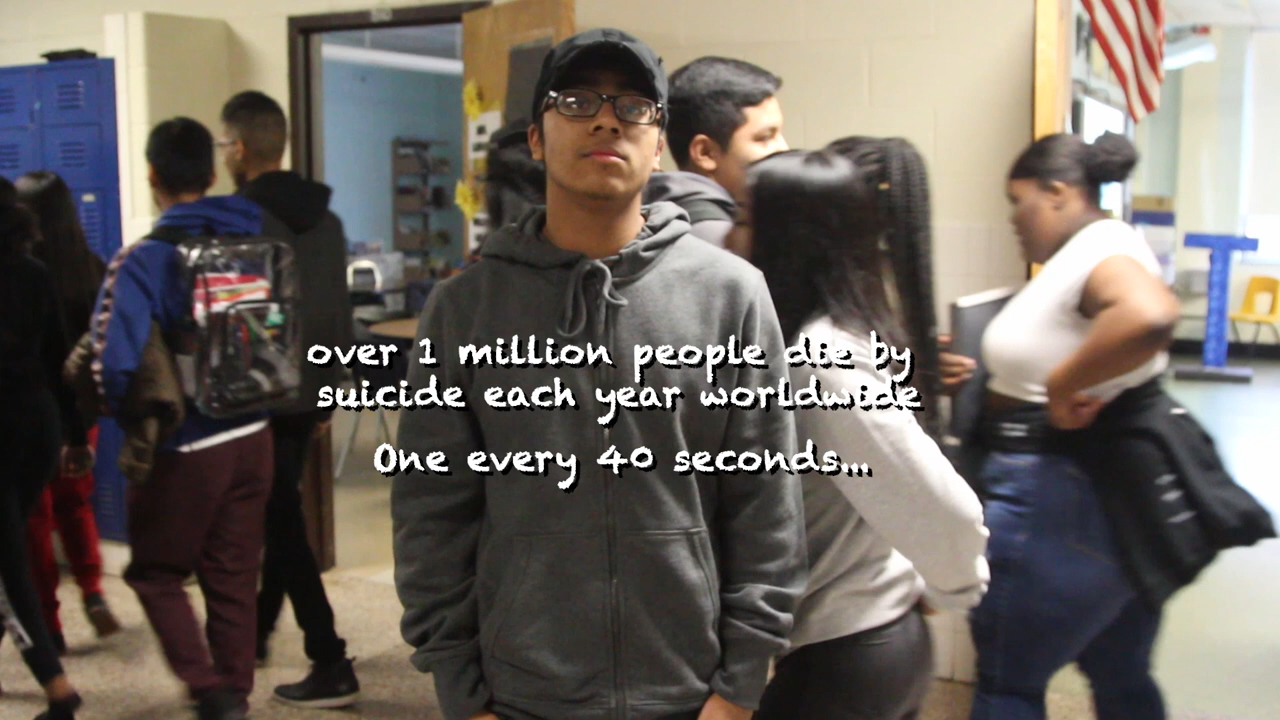 over 1 million people die by
suicide each year worldwide
One every 40 seconds...